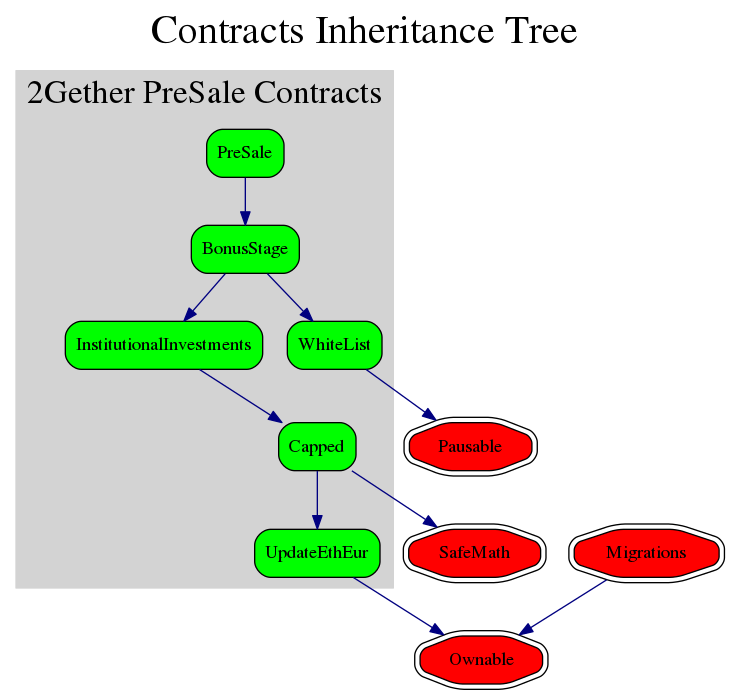 Contracts Inheritance Tree
2Gether PreSale Contracts
PreSale
BonusStage
InstitutionalInvestments
WhiteList
Capped
Pausable
UpdateEthEur
SafeMath
Migrations
Ownable